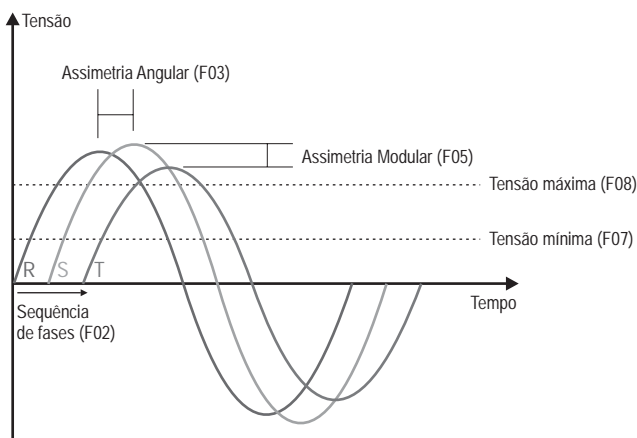 Tensão
Assimetria Angular (F03)
Assimetria Modular (F05)
Tensão máxima (F08)
Tensão mínima (F07)
R S T
Tempo
Sequência
de fases (F02)